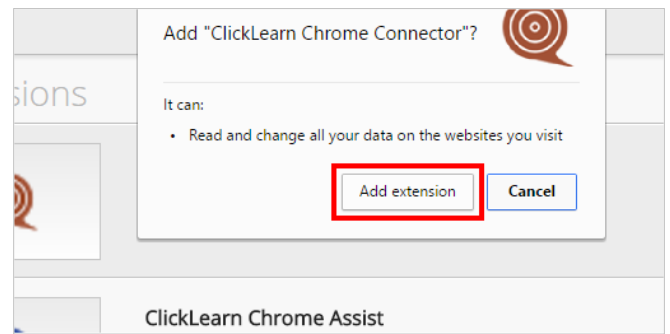 Add "ClickLearn Chrome Connector"?
It can:
• Read and change all your data on the websites you visit
Add extension
Cancel
ClickLearn Chrome Assist